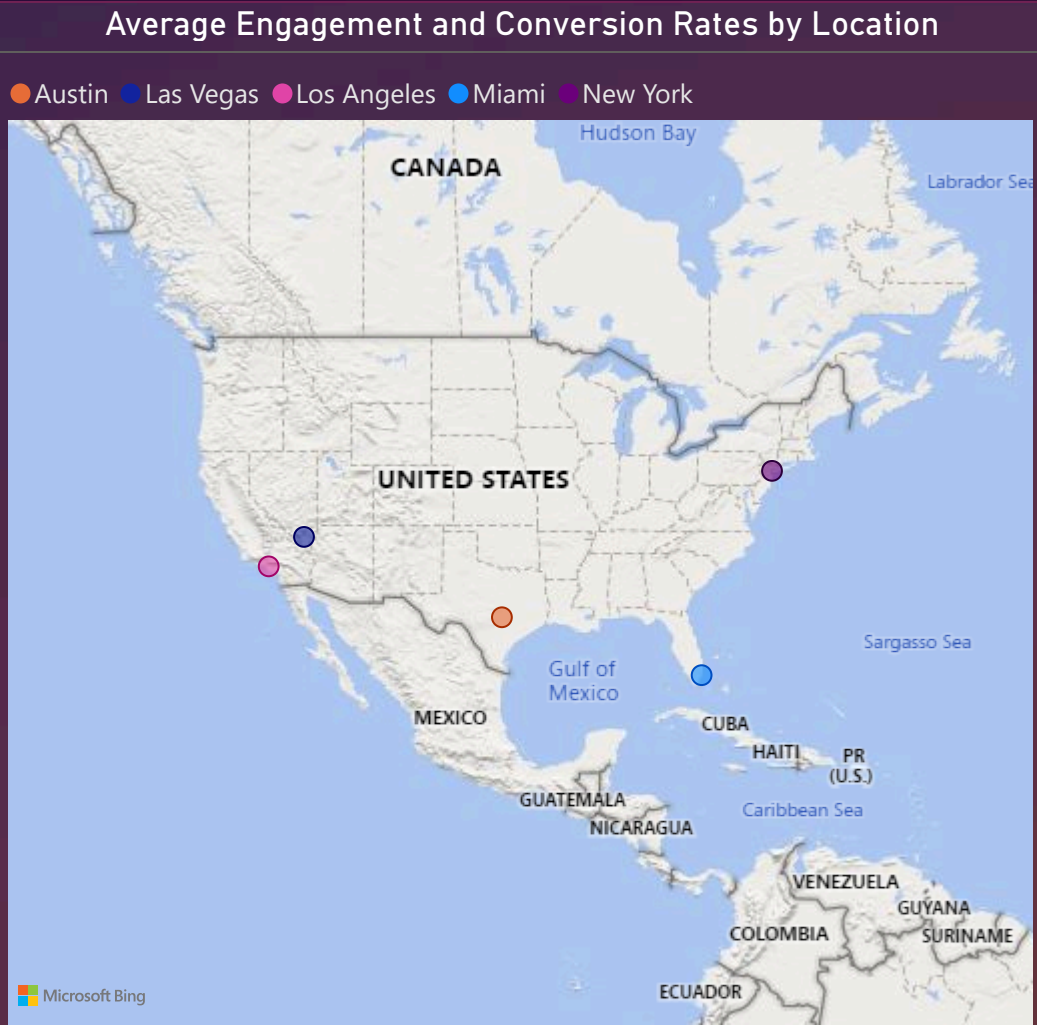 Average Engagement and Conversion Rates by Location
Austin Las Vegas Los Angeles Miami New York
Hudson Bay
CANADA
Labrador Sea
UNITED STATES
Sargasso Sea
Gulf of
Mexico
MEXICO
CUBA
HAITI
PR
(U.S.)
GUATEMALA
Caribbean Sea
NICARAGUA
VENEZUELA
GUYANA
COLOMBIA
SURINAME
ECUADOR
Microsoft Bing